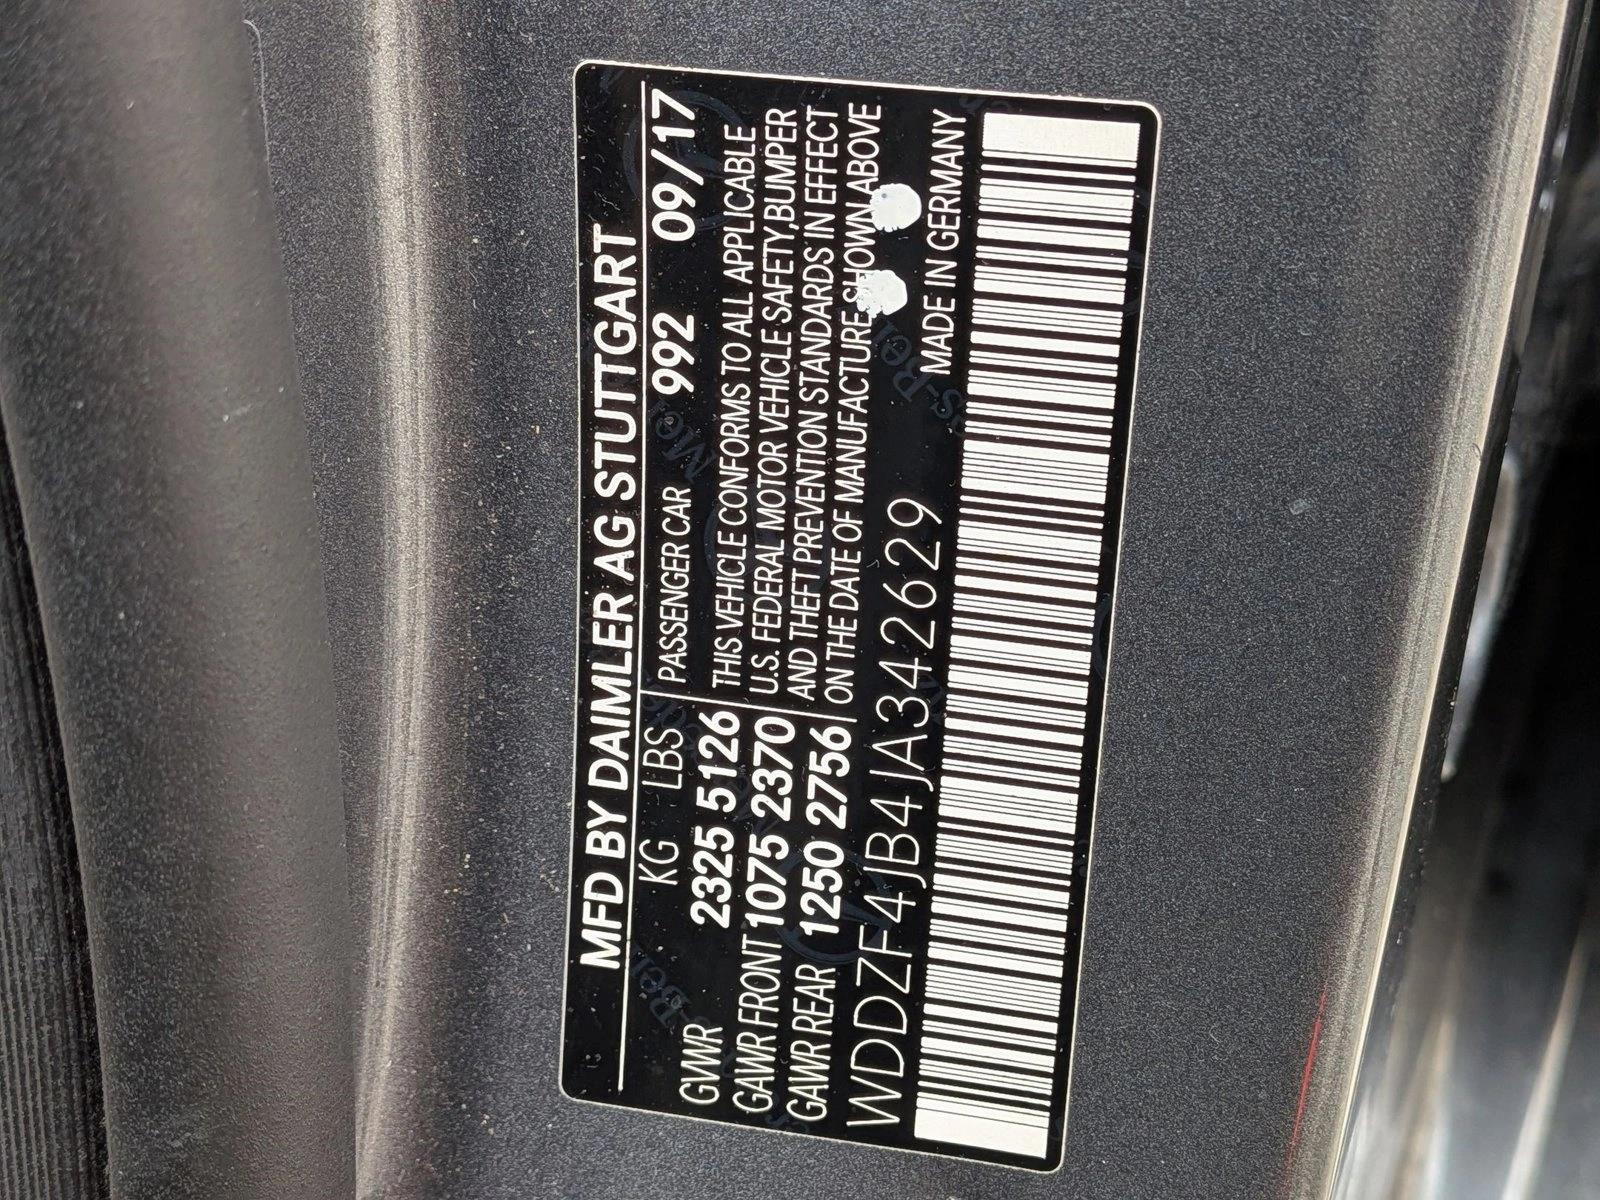 MFD BY DAIMLER AG STUTTGART
KG LBS PASSENGER CAR 992 09/17
GWWR 2325 5126
GAWR FRONT 1075 2370
GAWR REAR 1250 2756
THIS VEHICLE CONFORMS TO ALL APPLICABLE
U.S. FEDERAL MOTOR VEHICLE SAFETY, BUMPER
AND THEFT PREVENTION STANDARDS IN EFFECT
ON THE DATE OF MANUFACTURE SHOWN ABOVE
WDDZF4JB4JA342629 MADE IN GERMANY